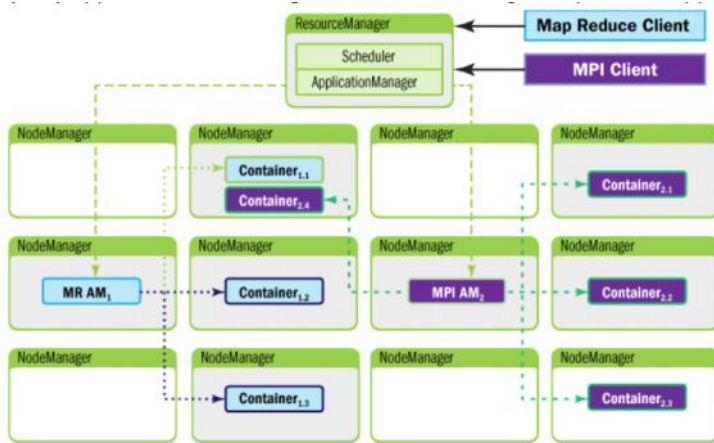 ResourceManager
Map Reduce Client
Scheduler
MPI Client
ApplicationManager
NodeManager
NodeManager
NodeManager
NodeManager
Container1.1
Container2.4
Container2.1
NodeManager
NodeManager
NodeManager
NodeManager
MR AM1
Container1.2
MPI AM2
Container2.2
NodeManager
NodeManager
NodeManager
NodeManager
Container1.3
Container2.3